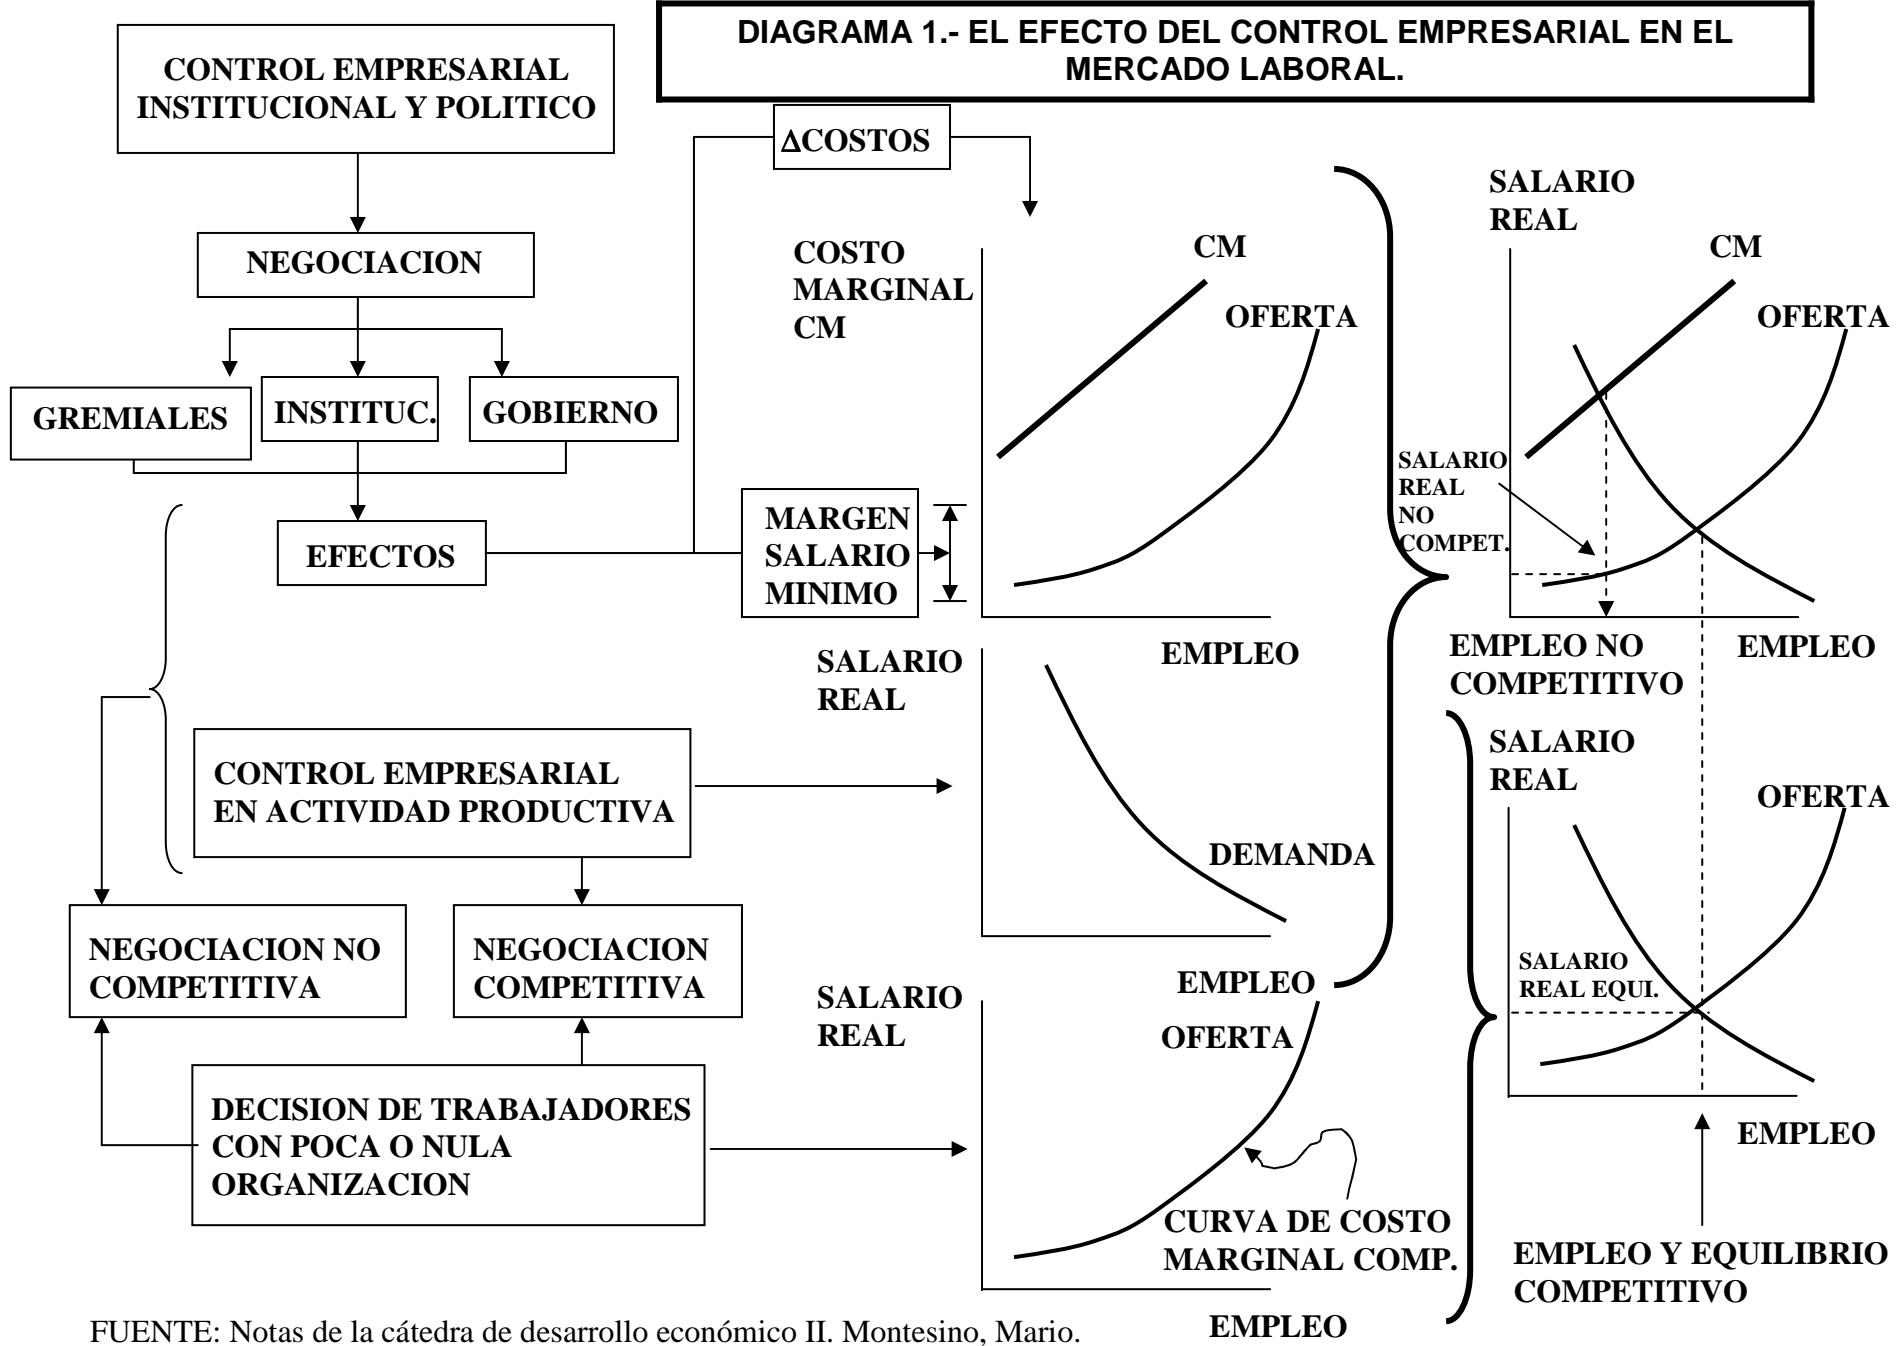 DIAGRAMA 1.- EL EFECTO DEL CONTROL EMPRESARIAL EN EL
MERCADO LABORAL.
CONTROL EMPRESARIAL
INSTITUCIONAL Y POLITICO
NEGOCIACION
GREMIALES
INSTITUC.
GOBIERNO
EFECTOS
ΔCOSTOS
MARGEN
SALARIO
MINIMO
CONTROL EMPRESARIAL
EN ACTIVIDAD PRODUCTIVA
NEGOCIACION NO
COMPETITIVA
NEGOCIACION
COMPETITIVA
DECISION DE TRABAJADORES
CON POCA O NULA
ORGANIZACION
COSTO
MARGINAL
CM
CM
OFERTA
EMPLEO
SALARIO
REAL
DEMANDA
EMPLEO
SALARIO
REAL
OFERTA
CURVA DE COSTO
MARGINAL COMP.
EMPLEO
SALARIO
REAL
CM
OFERTA
SALARIO
REAL
NO
COMPET.
EMPLEO NO
COMPETITIVO
EMPLEO
SALARIO
REAL
OFERTA
SALARIO
REAL EQUI.
EMPLEO
EMPLEO Y EQUILIBRIO
COMPETITIVO
FUENTE: Notas de la cátedra de desarrollo económico II. Montesino, Mario.